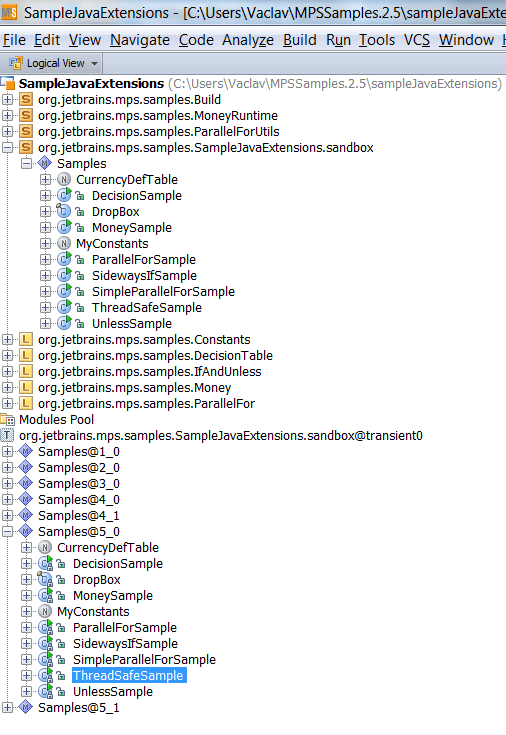 SampleJavaExtensions - [C:\Users\Vaclav\MPSSamples.2.5\sampleJavaExte
File Edit View Go To Code Analyze Build Run Tools VCS Window
Logical View
SampleJavaExtensions (C:\Users\Vaclav\MPSSamples.2.5\sampleJavaExtensions)
S org.jetbrains.mps.samples.Build
S org.jetbrains.mps.samples.MoneyRuntime
S org.jetbrains.mps.samples.ParallelForUtils
S org.jetbrains.mps.samples.SampleJavaExtensions.sandbox
M Samples
N CurrencyDefTable
C DecisionSample
C DropBox
C MoneySample
N MyConstants
C ParallelForSample
C SidewaysIfSample
C SimpleParallelForSample
C ThreadSafeSample
C UnlessSample
L org.jetbrains.mps.samples.Constants
L org.jetbrains.mps.samples.DecisionTable
L org.jetbrains.mps.samples.IfAndUnless
L org.jetbrains.mps.samples.Money
L org.jetbrains.mps.samples.ParallelFor
Modules Pool
T org.jetbrains.mps.samples.SampleJavaExtensions.sandbox@transient0
M Samples@1_0
M Samples@2_0
M Samples@3_0
M Samples@4_0
M Samples@4_1
M Samples@5_0
N CurrencyDefTable
C DecisionSample
C DropBox
C MoneySample
N MyConstants
C ParallelForSample
C SidewaysIfSample
C SimpleParallelForSample
C ThreadSafeSample
C UnlessSample
M Samples@5_1